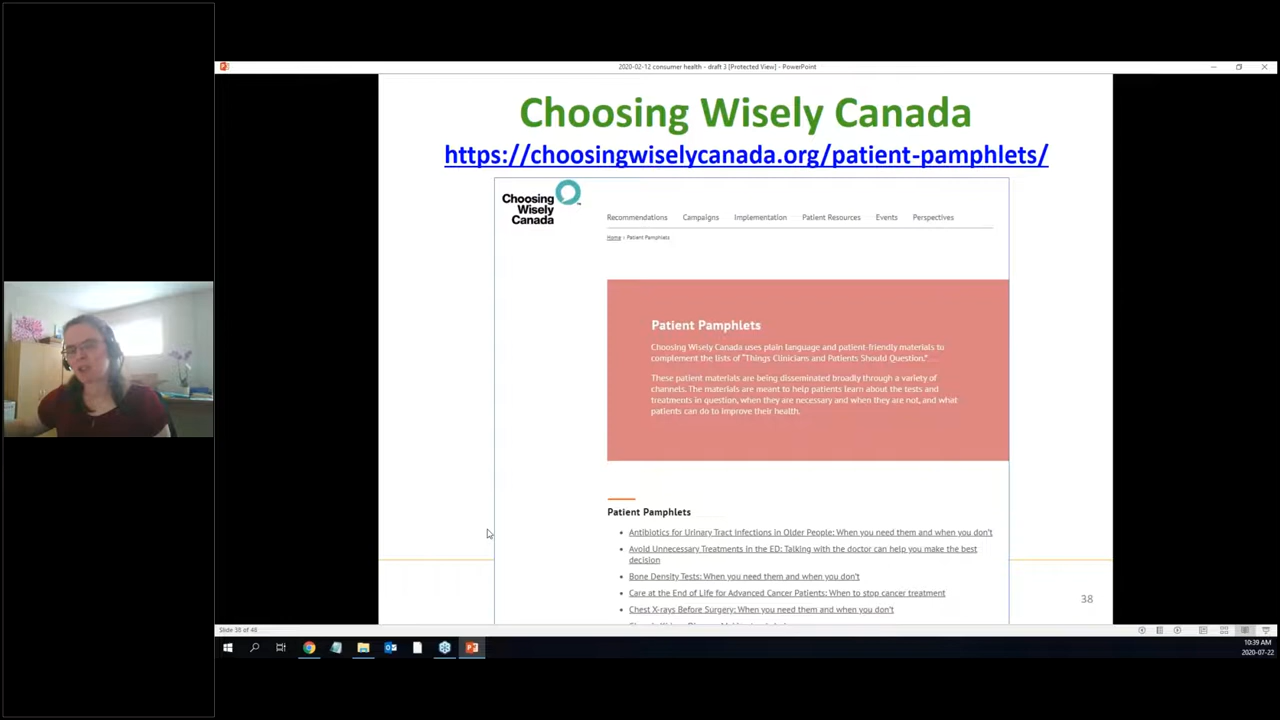 2020-02-12 consumer health - draft 3 [Protected View] - PowerPoint
Choosing Wisely Canada
https://choosingwiselycanada.org/patient-pamphlets/
Choosing
Wisely
Canada
Recommendations Campaigns Implementation Patient Resources Events Perspectives
Home › Patient Pamphlets
Patient Pamphlets
Choosing Wisely Canada uses plain language and patient-friendly materials to
complement the lists of “Things Clinicians and Patients Should Question.”
These patient materials are being disseminated broadly through a variety of
channels. The materials are meant to help patients learn about the tests and
treatments in question, when they are necessary and when they are not, and what
patients can do to improve their health.
Patient Pamphlets
• Antibiotics for Urinary Tract Infections in Older People: When you need them and when you don't
• Avoid Unnecessary Treatments in the ED: Talking with the doctor can help you make the best
decision
• Bone Density Tests: When you need them and when you don't
• Care at the End of Life for Advanced Cancer Patients: When to stop cancer treatment
• Chest X-rays Before Surgery: When you need them and when you don't
38
Slide 38 of 48
10:39 AM
2020-07-22